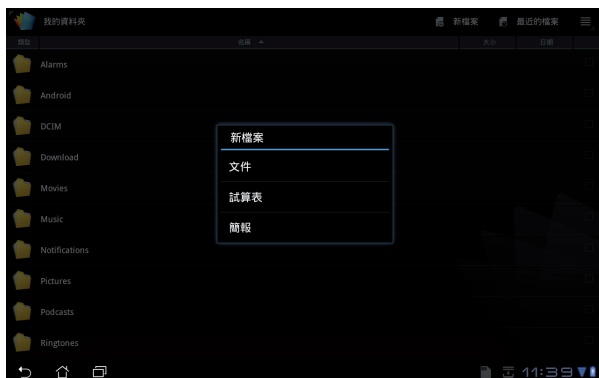 我的資料夾 新檔案 最近的檔案
類型 名稱 大小 日期
Alarms
Android
DCIM
Download
Movies
Music
Notifications
Pictures
Podcasts
Ringtones
新檔案
文件
試算表
簡報
11:39